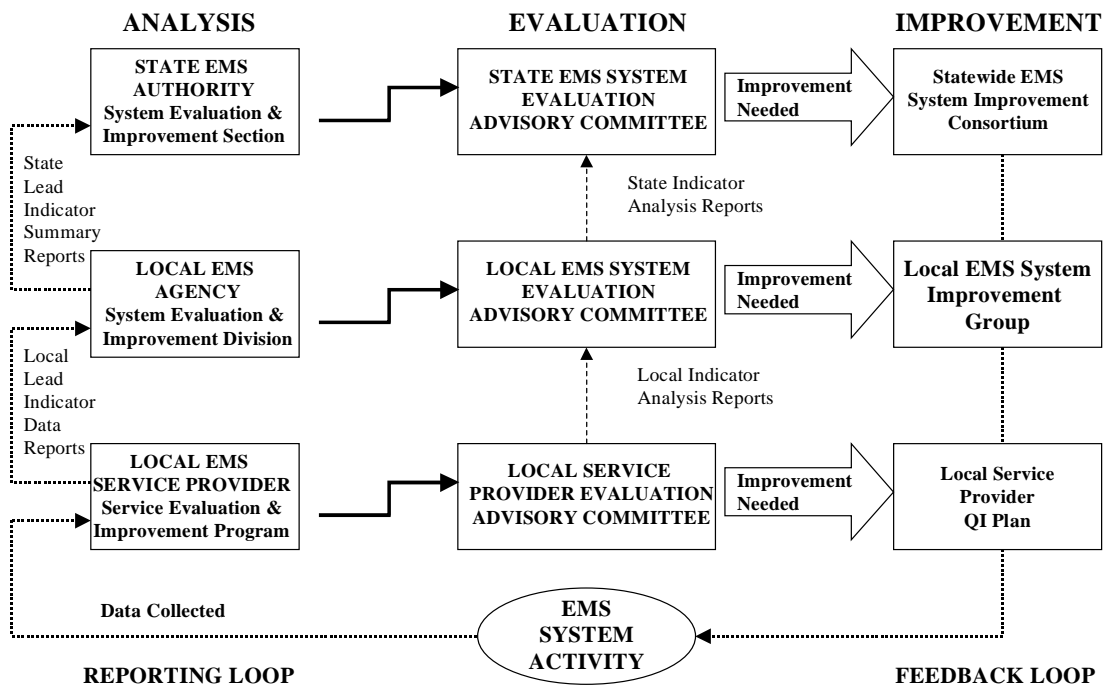 ANALYSIS
EVALUATION
IMPROVEMENT
STATE EMS
AUTHORITY
System Evaluation &
Improvement Section
STATE EMS SYSTEM
EVALUATION
ADVISORY COMMITTEE
Improvement
Needed
Statewide EMS
System Improvement
Consortium
State
Lead
Indicator
Summary
Reports
State Indicator
Analysis Reports
LOCAL EMS
AGENCY
System Evaluation &
Improvement Division
LOCAL EMS SYSTEM
EVALUATION
ADVISORY COMMITTEE
Improvement
Needed
Local EMS System
Improvement
Group
Local
Lead
Indicator
Data
Reports
Local Indicator
Analysis Reports
LOCAL EMS
SERVICE PROVIDER
Service Evaluation &
Improvement Program
LOCAL SERVICE
PROVIDER EVALUATION
ADVISORY COMMITTEE
Improvement
Needed
Local Service
Provider
QI Plan
Data Collected
EMS
SYSTEM
ACTIVITY
REPORTING LOOP
FEEDBACK LOOP